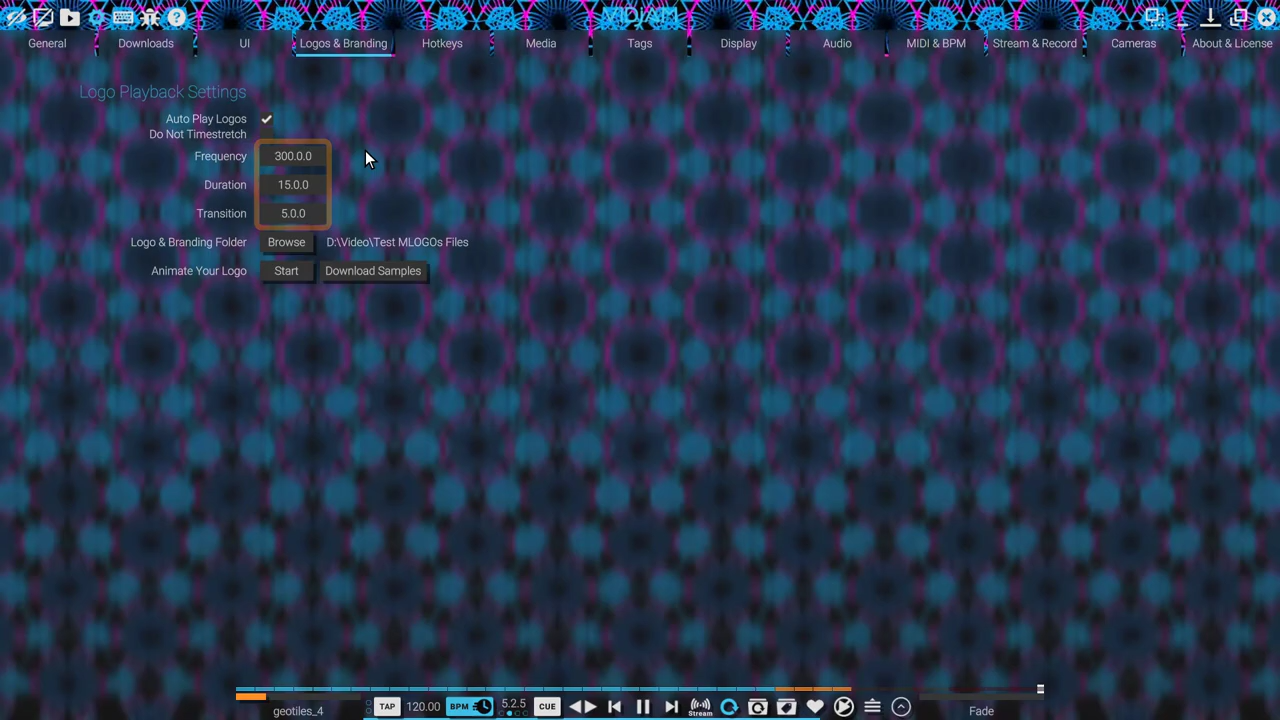 VIDJAM
General Downloads UI Logos & Branding Hotkeys Media Tags Display Audio MIDI & BPM Stream & Record Cameras About & License
Logo Playback Settings
Auto Play Logos
Do Not Timestretch
Frequency 300.0.0
Duration 15.0.0
Transition 5.0.0
Logo & Branding Folder Browse D:\Video\Test MLOGOs Files
Animate Your Logo Start Download Samples
geotiles_4 TAP 120.00 BPM 5.2.5 CUE Stream Fade